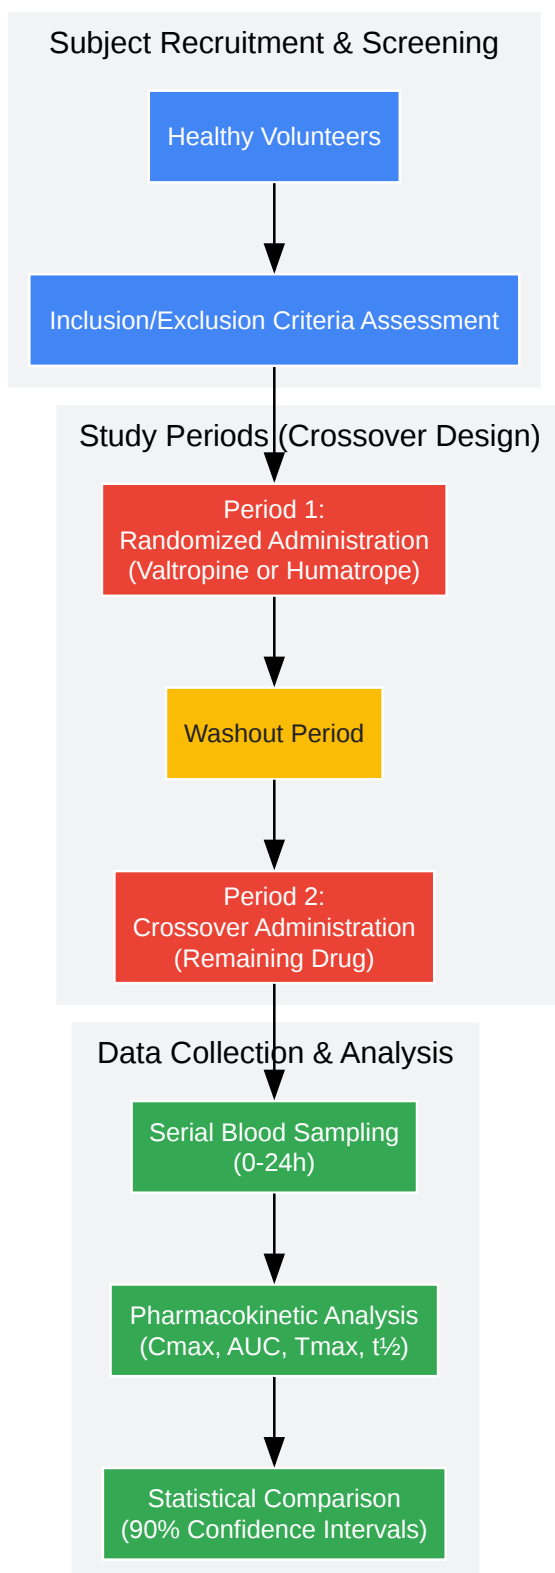 Subject Recruitment & Screening
Healthy Volunteers
Inclusion/Exclusion Criteria Assessment
Study Periods (Crossover Design)
Period 1:
Randomized Administration
(Valtropine or Humatrope)
Washout Period
Period 2:
Crossover Administration
(Remaining Drug)
Data Collection & Analysis
Serial Blood Sampling
(0-24h)
Pharmacokinetic Analysis
(Cmax, AUC, Tmax, t½)
Statistical Comparison
(90% Confidence Intervals)